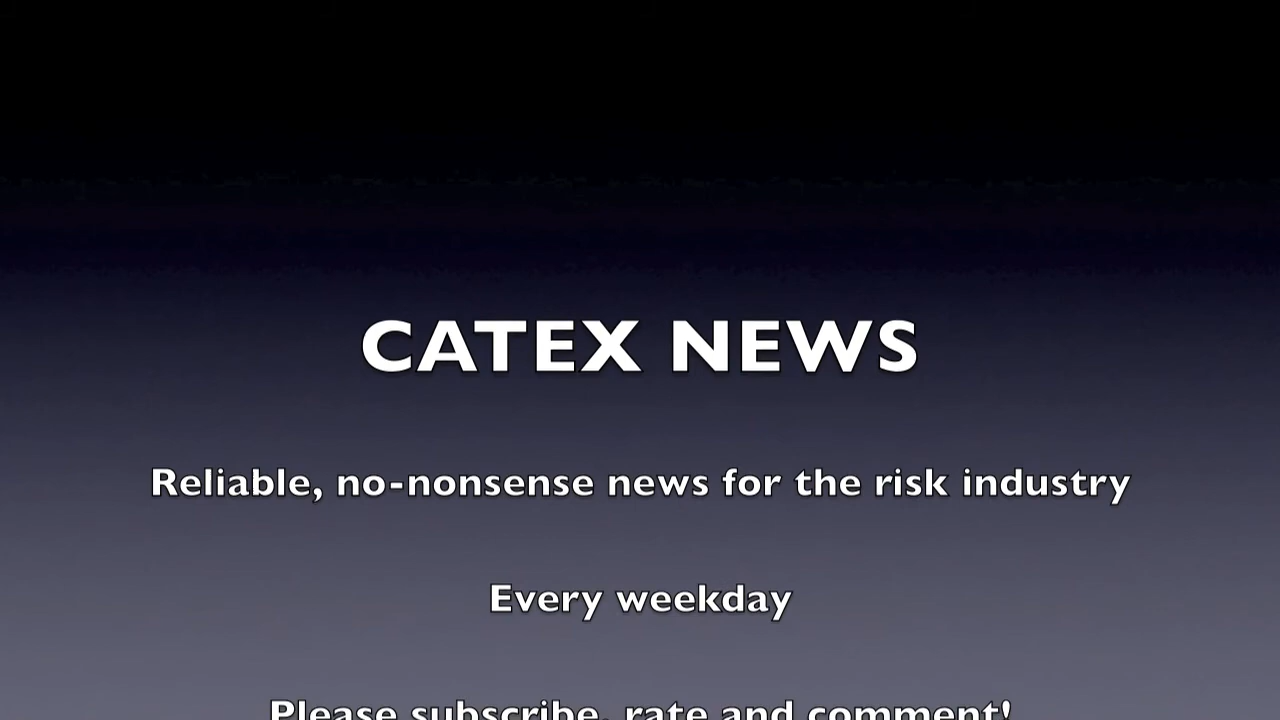 CATEX NEWS
Reliable, no-nonsense news for the risk industry
Every weekday
Please subscribe, rate and comment!